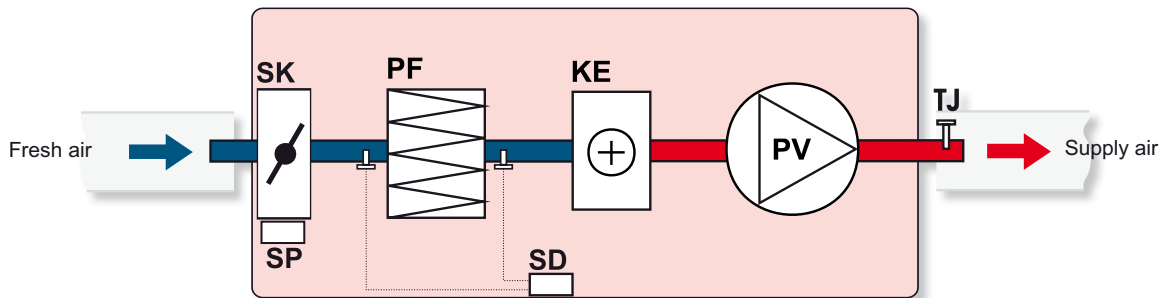 SK
PF
KE
TJ
Fresh air
PV
Supply air
SP
SD